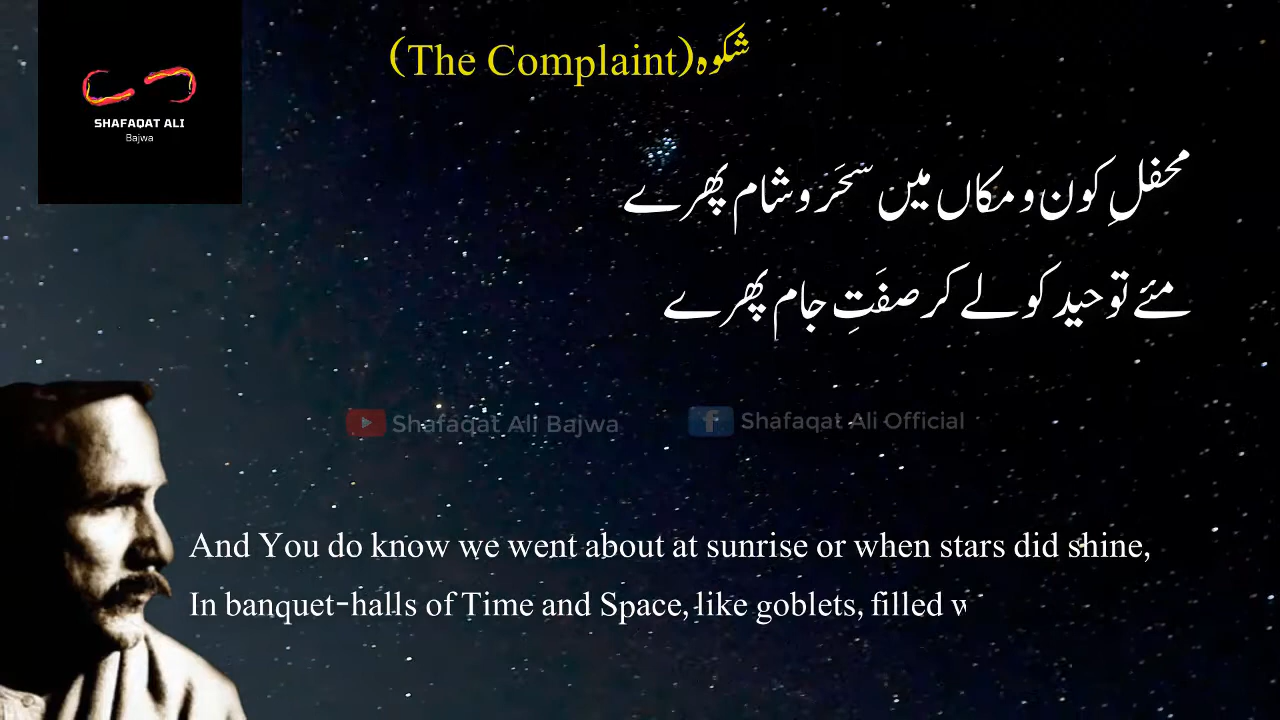 شکوہ(The Complaint)
SHAFAQAT ALI
Bajwa
محفلِ کون و مکاں میں سحَر و شام پھرے
مئے توحید کو لے کر صفَتِ جام پھرے
Shafaqat Ali Bajwa
Shafaqat Ali Official
And You do know we went about at sunrise or when stars did shine,
In banquet-halls of Time and Space, like goblets, filled